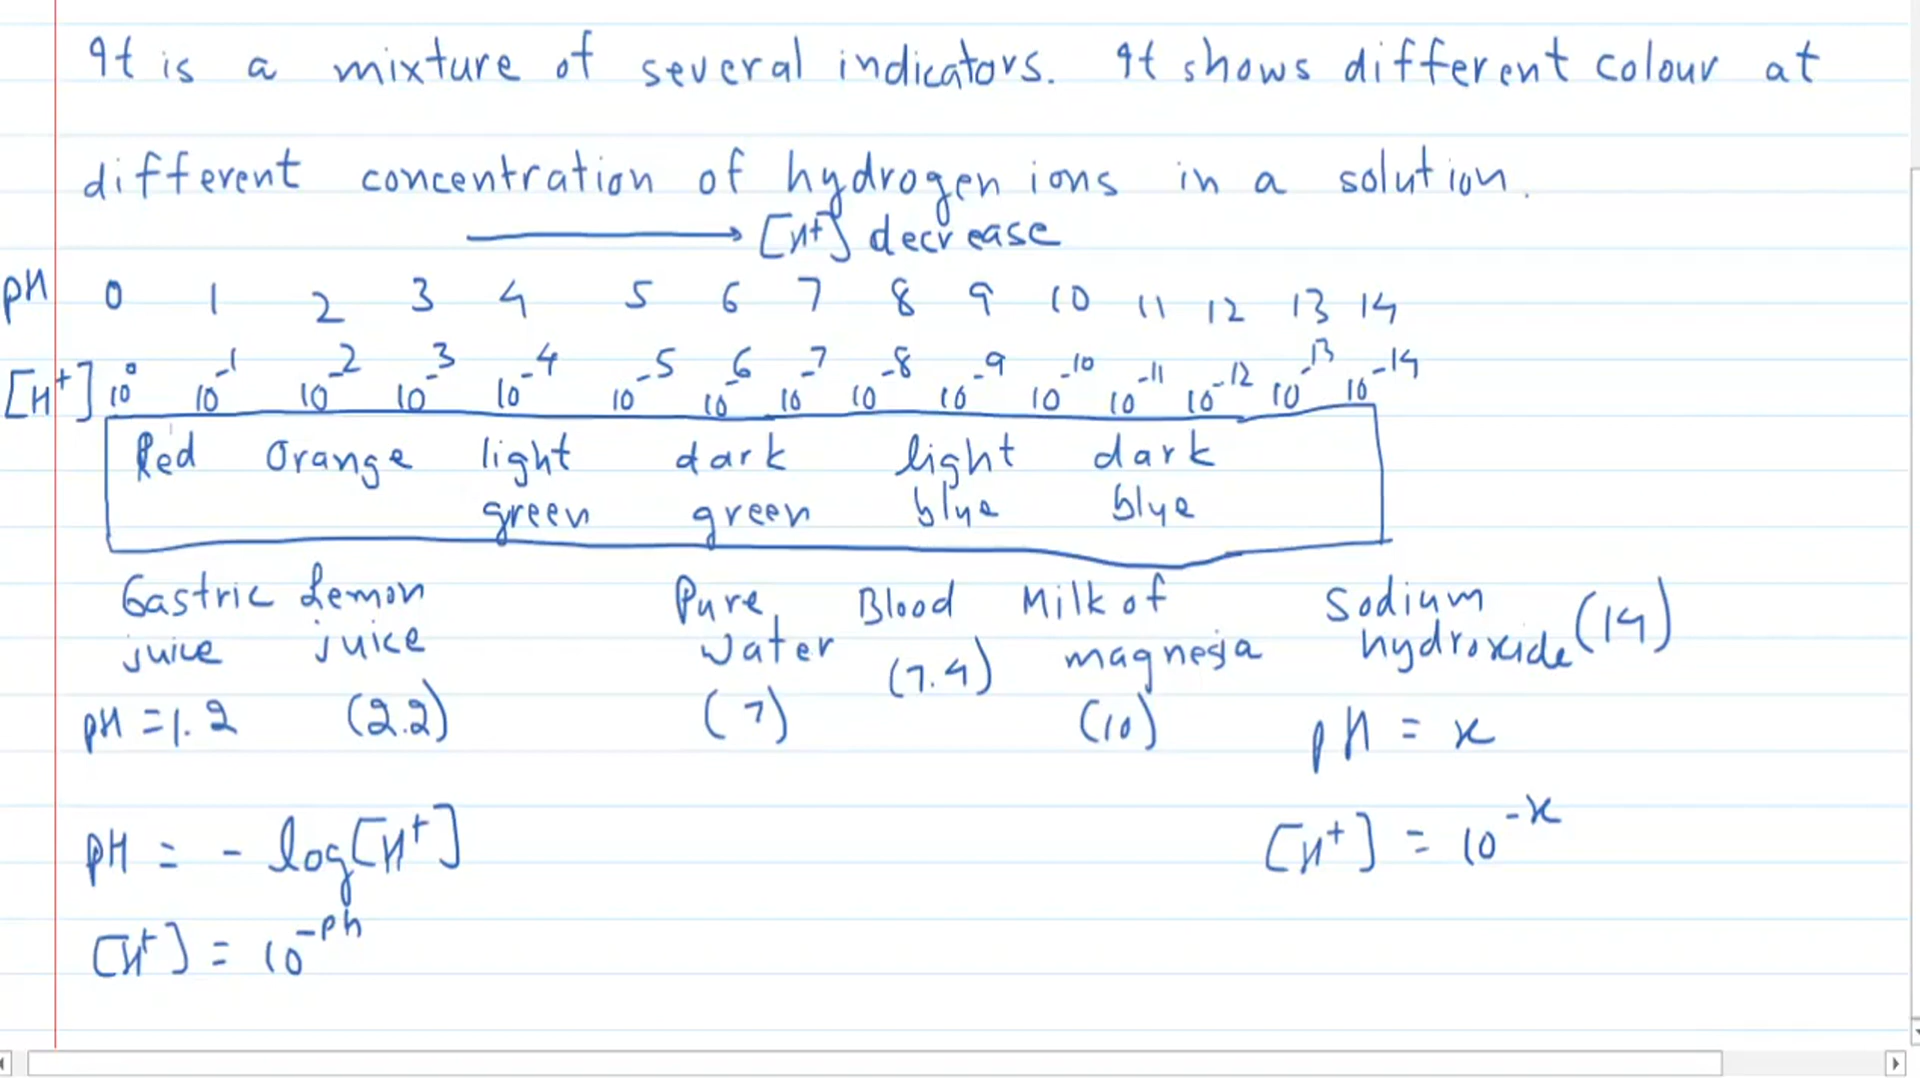 It is a mixture of several indicators. It shows different colour at
different concentration of hydrogen ions in a solution.
→ [H⁺] decrease
pH 0 1 2 3 4 5 6 7 8 9 10 11 12 13 14
[H⁺] 10⁰ 10⁻¹ 10⁻² 10⁻³ 10⁻⁴ 10⁻⁵ 10⁻⁶ 10⁻⁷ 10⁻⁸ 10⁻⁹ 10⁻¹⁰ 10⁻¹¹ 10⁻¹² 10⁻¹³ 10⁻¹⁴
Red Orange light dark light dark
green green blue blue
Gastric Lemon Pure Blood Milk of Sodium
juice juice water (7.4) magnesia hydroxide (14)
pH = 1.2 (2.2) (7) (10) pH = x
pH = - log[H⁺] [H⁺] = 10⁻ˣ
[H⁺] = 10⁻ᵖʰ